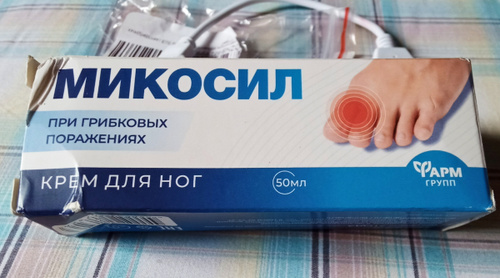 МИКОСИЛ
ПРИ ГРИБКОВЫХ
ПОРАЖЕНИЯХ
КРЕМ ДЛЯ НОГ
50мл
ФАРМ
ГРУПП